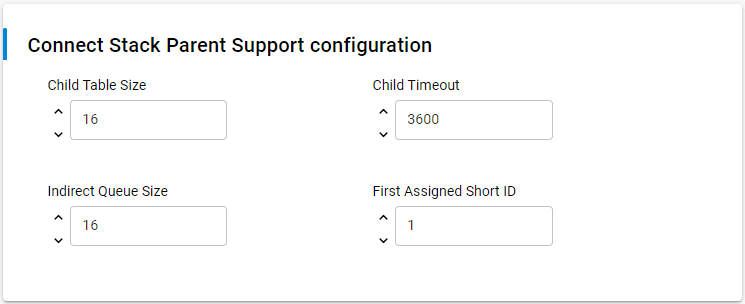 Connect Stack Parent Support configuration
Child Table Size
Child Timeout
16
3600
Indirect Queue Size
First Assigned Short ID
16
1